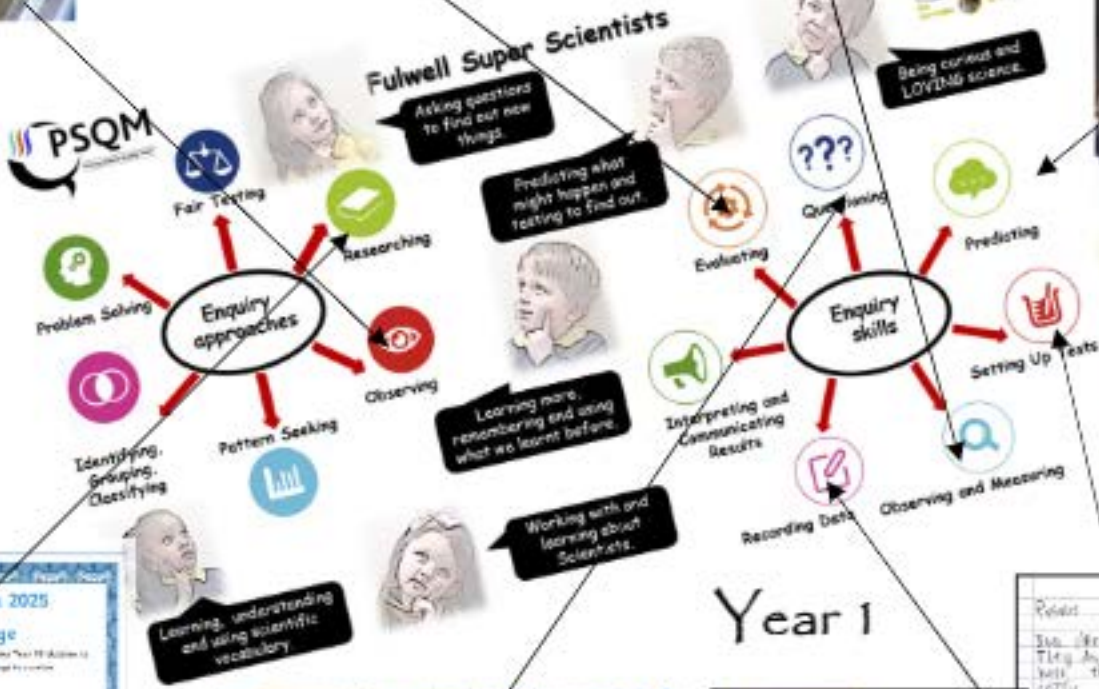 Fulwell Super Scientists
Being curious and
LOVING science.
Asking questions
to find out new
things.
PSQM
???
Predicting what
might happen and
testing to find out.
Fair Testing
Researching
Questioning
Predicting
Evaluating
Problem Solving
Enquiry
approaches
Enquiry
skills
Setting Up Tests
Observing
Learning more,
remembering and using
what we learnt before.
Interpreting and
Communicating
Results
Pattern Seeking
Identifying,
Grouping,
Classifying
Recording Data
Observing and Measuring
Working with and
learning about
Scientists.
Learning, understanding
and using scientific
vocabulary.
Year 1
2025